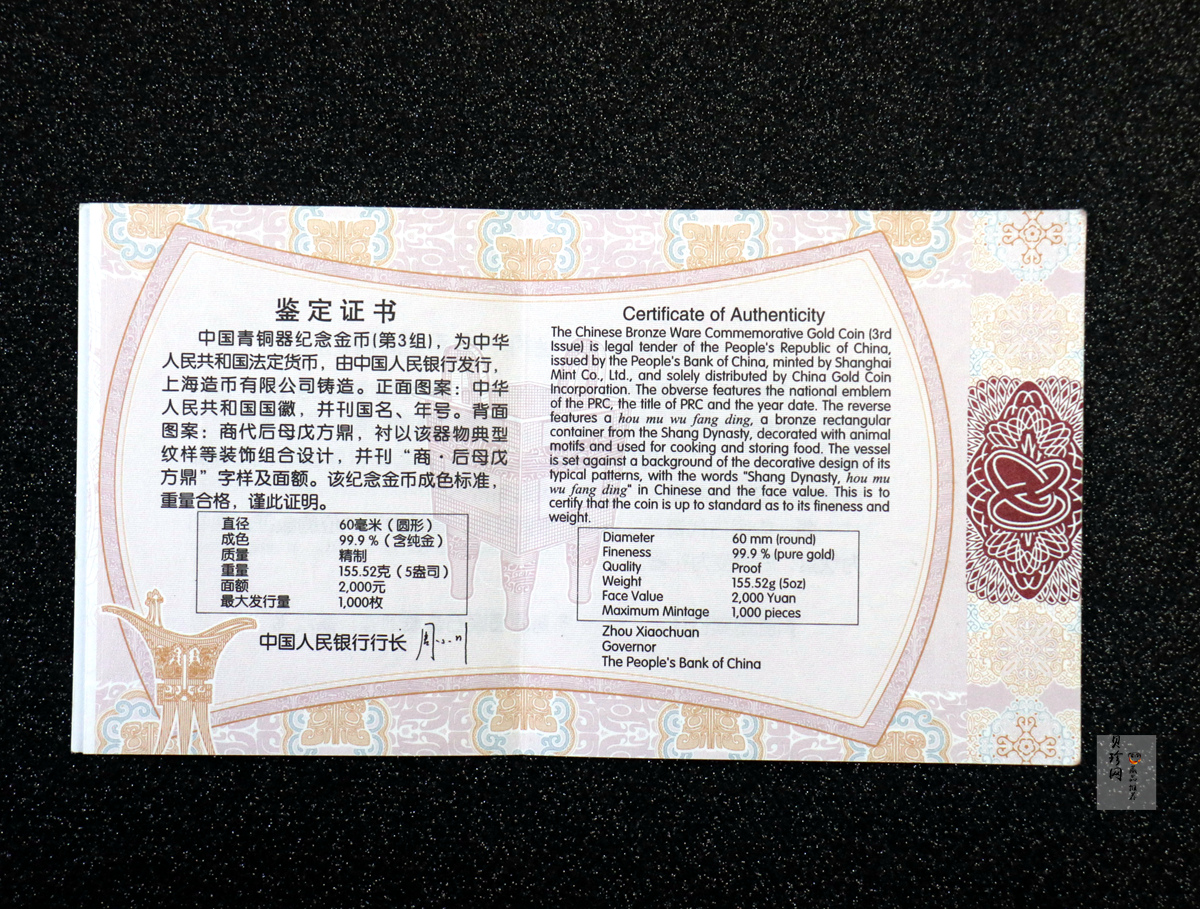 鉴定证书
中国青铜器纪念金币(第3组)，为中华
人民共和国法定货币，由中国人民银行发行，
上海造币有限公司铸造。正面图案：中华
人民共和国国徽，并刊国名、年号。背面
图案：商代后母戊方鼎，衬以该器物典型
纹样等装饰组合设计，并刊“商·后母戊
方鼎”字样及面额。该纪念金币成色标准，
重量合格，谨此证明。
直径 60毫米（圆形）
成色 99.9％（含纯金）
质量 精制
重量 155.52克（5盎司）
面额 2,000元
最大发行量 1,000枚
中国人民银行行长
Certificate of Authenticity
The Chinese Bronze Ware Commemorative Gold Coin (3rd
Issue) is legal tender of the People's Republic of China,
issued by the People's Bank of China, minted by Shanghai
Mint Co., Ltd., and solely distributed by China Gold Coin
Incorporation. The obverse features the national emblem
of the PRC, the title of PRC and the year date. The reverse
features a hou mu wu fang ding, a bronze rectangular
container from the Shang Dynasty, decorated with animal
motifs and used for cooking and storing food. The vessel
is set against a background of the decorative design of its
typical patterns, with the words "Shang Dynasty, hou mu
wu fang ding" in Chinese and the face value. This is to
certify that the coin is up to standard as to its fineness and
weight.
Diameter 60 mm (round)
Fineness 99.9 % (pure gold)
Quality Proof
Weight 155.52g (5oz)
Face Value 2,000 Yuan
Maximum Mintage 1,000 pieces
Zhou Xiaochuan
Governor
The People's Bank of China
贝珍网